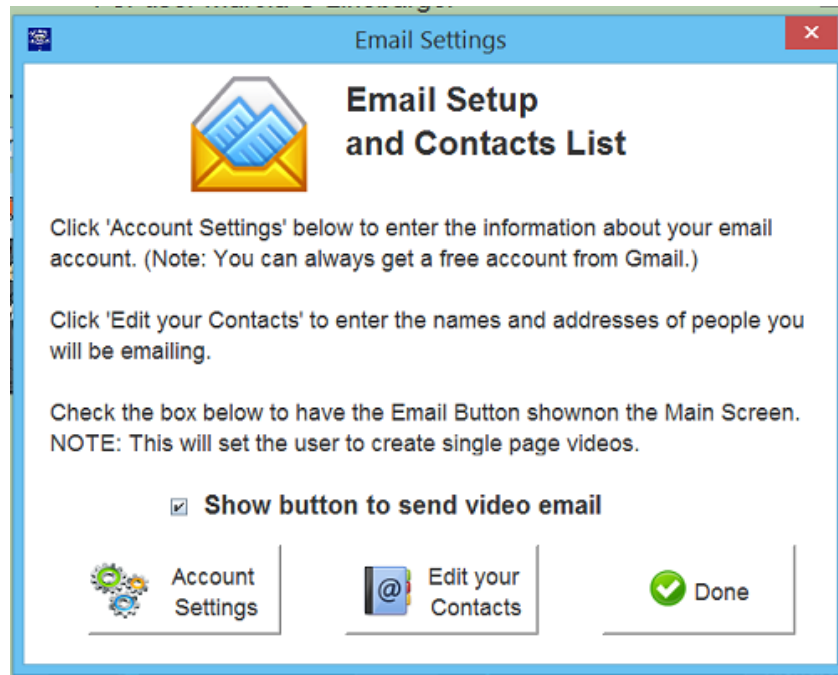 Email Settings
Email Setup
and Contacts List
Click 'Account Settings' below to enter the information about your email
account. (Note: You can always get a free account from Gmail.)
Click 'Edit your Contacts' to enter the names and addresses of people you
will be emailing.
Check the box below to have the Email Button shownon the Main Screen.
NOTE: This will set the user to create single page videos.
Show button to send video email
Account
Settings
@
Edit your
Contacts
Done